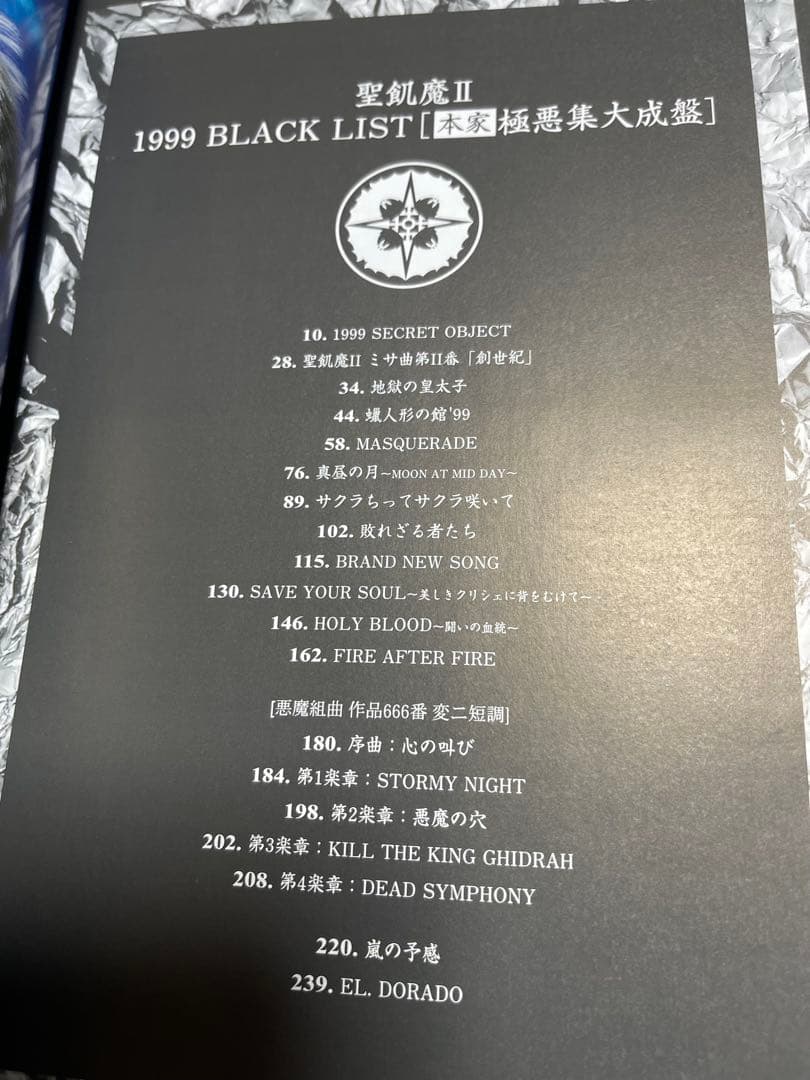 聖飢魔II
1999 BLACK LIST [本家極悪集大成盤]
10. 1999 SECRET OBJECT
28. 聖飢魔II ミサ曲第II番「創世紀」
34. 地獄の皇太子
44. 蝋人形の館'99
58. MASQUERADE
76. 真昼の月~MOON AT MID DAY~
89. サクラちってサクラ咲いて
102. 敗れざる者たち
115. BRAND NEW SONG
130. SAVE YOUR SOUL~美しきクリシェに背をむけて~
146. HOLY BLOOD~闘いの血統~
162. FIRE AFTER FIRE
[悪魔組曲 作品666番 変ニ短調]
180. 序曲:心の叫び
184. 第1楽章:STORMY NIGHT
198. 第2楽章:悪魔の穴
202. 第3楽章:KILL THE KING GHIDRAH
208. 第4楽章:DEAD SYMPHONY
220. 嵐の予感
239. EL. DORADO